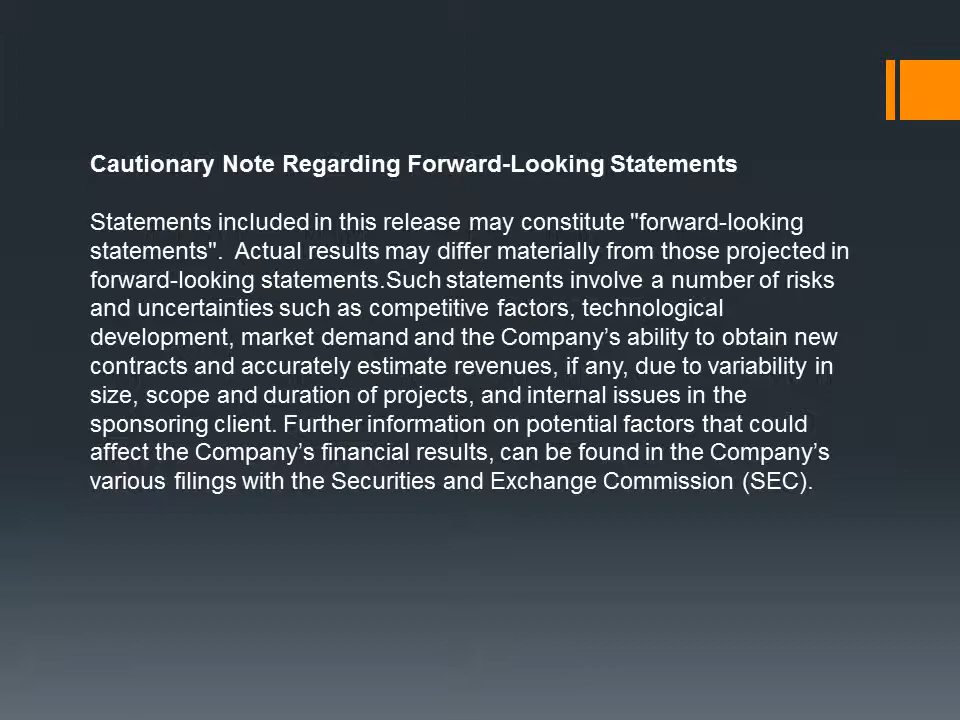 Cautionary Note Regarding Forward-Looking Statements
Statements included in this release may constitute "forward-looking
statements".  Actual results may differ materially from those projected in
forward-looking statements.Such statements involve a number of risks
and uncertainties such as competitive factors, technological
development, market demand and the Company’s ability to obtain new
contracts and accurately estimate revenues, if any, due to variability in
size, scope and duration of projects, and internal issues in the
sponsoring client. Further information on potential factors that could
affect the Company’s financial results, can be found in the Company’s
various filings with the Securities and Exchange Commission (SEC).